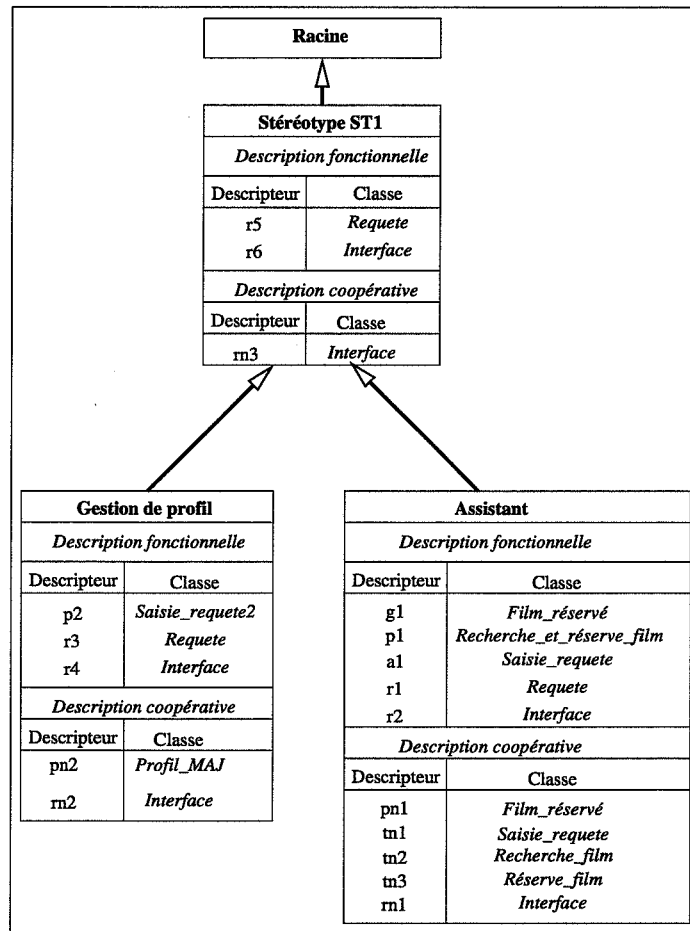 Racine
Stéréotype ST1
Description fonctionnelle
Descripteur Classe
r5 Requete
r6 Interface
Description coopérative
Descripteur Classe
rn3 Interface
Gestion de profil
Description fonctionnelle
Descripteur Classe
p2 Saisie_requete2
r3 Requete
r4 Interface
Description coopérative
Descripteur Classe
pn2 Profil_MAJ
rn2 Interface
Assistant
Description fonctionnelle
Descripteur Classe
g1 Film_réservé
p1 Recherche_et_réserve_film
a1 Saisie_requete
r1 Requete
r2 Interface
Description coopérative
Descripteur Classe
pn1 Film_réservé
tn1 Saisie_requete
tn2 Recherche_film
tn3 Réserve_film
rn1 Interface